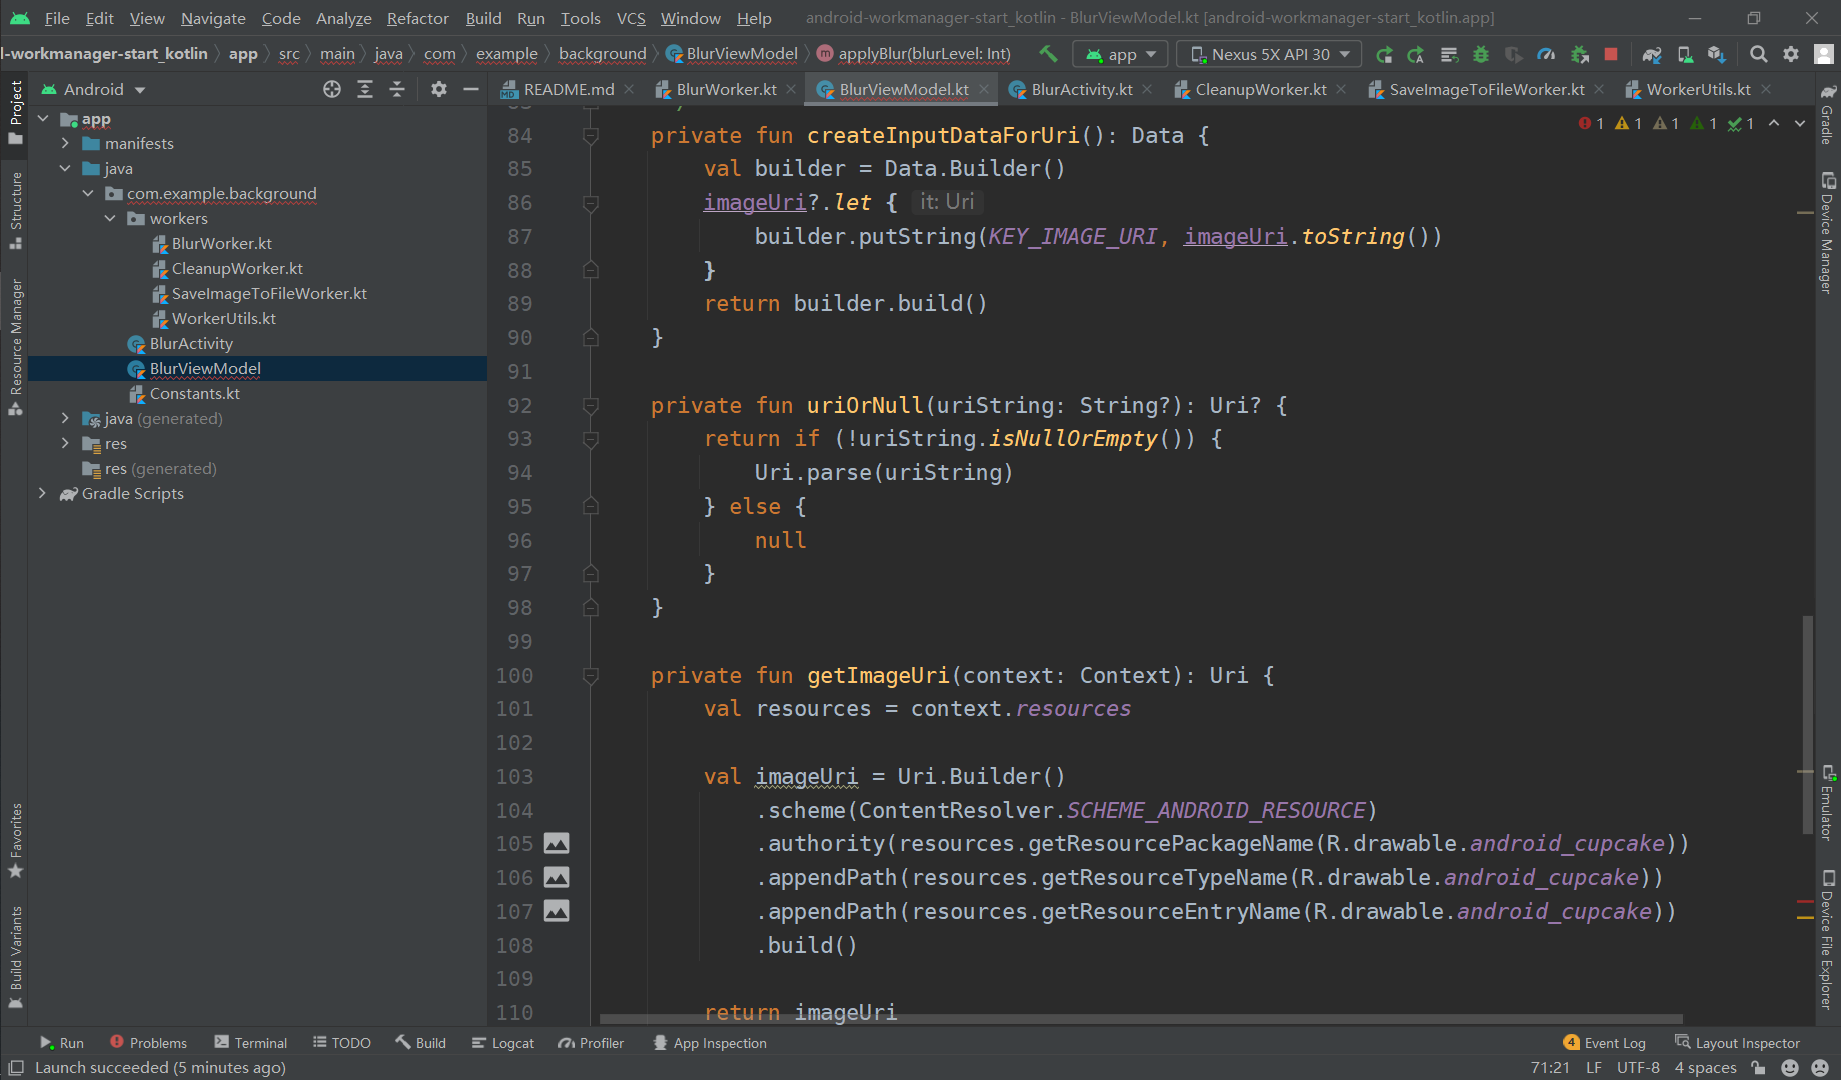 File Edit View Navigate Code Analyze Refactor Build Run Tools VCS Window Help android-workmanager-start_kotlin - BlurViewModel.kt [android-workmanager-start_kotlin.app]
l-workmanager-start_kotlin app src main java com example background BlurViewModel applyBlur(blurLevel: Int) app Nexus 5X API 30
Android
README.md BlurWorker.kt BlurViewModel.kt BlurActivity.kt CleanupWorker.kt SaveImageToFileWorker.kt WorkerUtils.kt
Project
Structure
Resource Manager
Favorites
Build Variants
app
manifests
java
com.example.background
workers
BlurWorker.kt
CleanupWorker.kt
SaveImageToFileWorker.kt
WorkerUtils.kt
BlurActivity
BlurViewModel
Constants.kt
java (generated)
res
res (generated)
Gradle Scripts
1 1 1 1 1
84 private fun createInputDataForUri(): Data {
85 val builder = Data.Builder()
86 imageUri?.let { it: Uri
87 builder.putString(KEY_IMAGE_URI, imageUri.toString())
88 }
89 return builder.build()
90 }
91
92 private fun uriOrNull(uriString: String?): Uri? {
93 return if (!uriString.isNullOrEmpty()) {
94 Uri.parse(uriString)
95 } else {
96 null
97 }
98 }
99
100 private fun getImageUri(context: Context): Uri {
101 val resources = context.resources
102
103 val imageUri = Uri.Builder()
104 .scheme(ContentResolver.SCHEME_ANDROID_RESOURCE)
105 .authority(resources.getResourcePackageName(R.drawable.android_cupcake))
106 .appendPath(resources.getResourceTypeName(R.drawable.android_cupcake))
107 .appendPath(resources.getResourceEntryName(R.drawable.android_cupcake))
108 .build()
109
110 return imageUri
Gradle
Device Manager
Emulator
Device File Explorer
Run Problems Terminal TODO Build Logcat Profiler App Inspection 4 Event Log Layout Inspector
Launch succeeded (5 minutes ago) 71:21 LF UTF-8 4 spaces